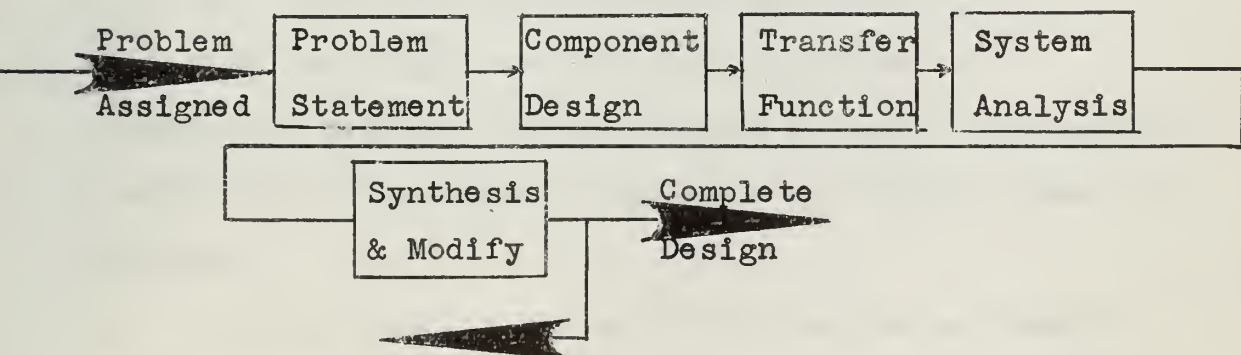 Problem
Assigned
Problem
Statement
Component
Design
Transfer
Function
System
Analysis
Synthesis
& Modify
Complete
Design